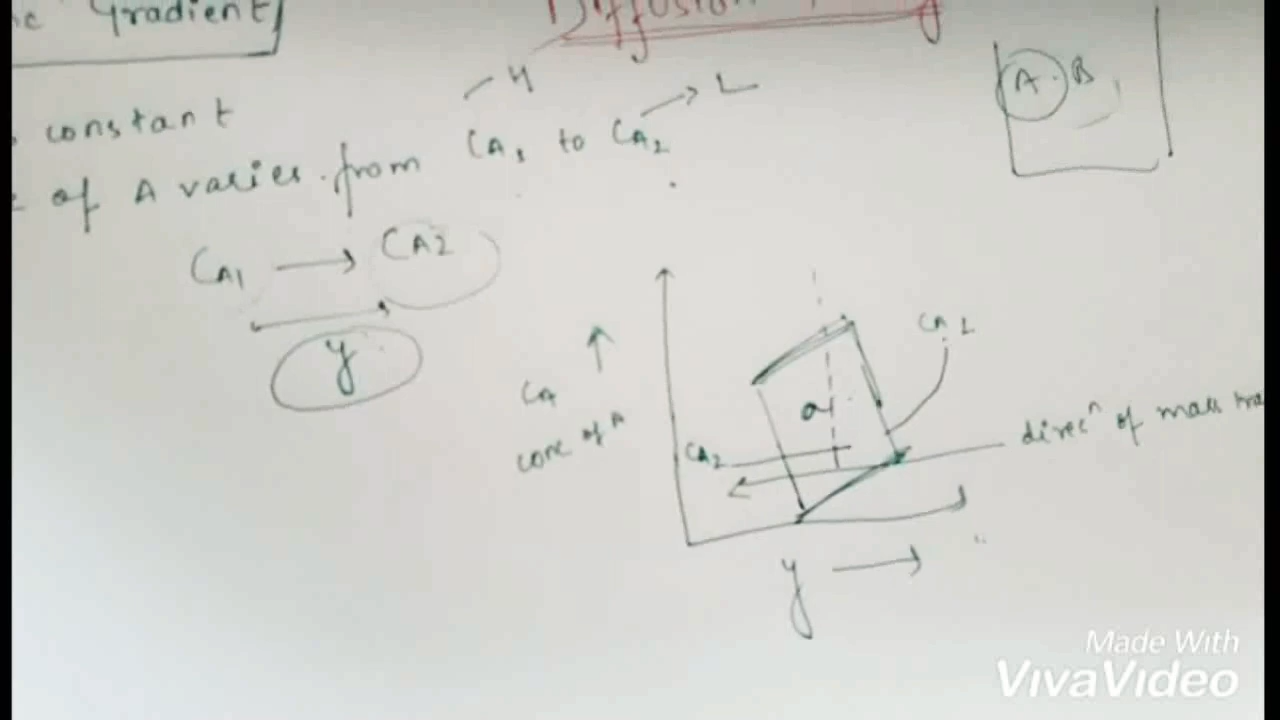 Gradient
Diffusion
H
constant
L
of A varies from CA1 to CA2
A . B
CA1 → CA2
y
CA
conc of A
a
CA2
CA1
direcⁿ of mass
y →
Made With
VivaVideo